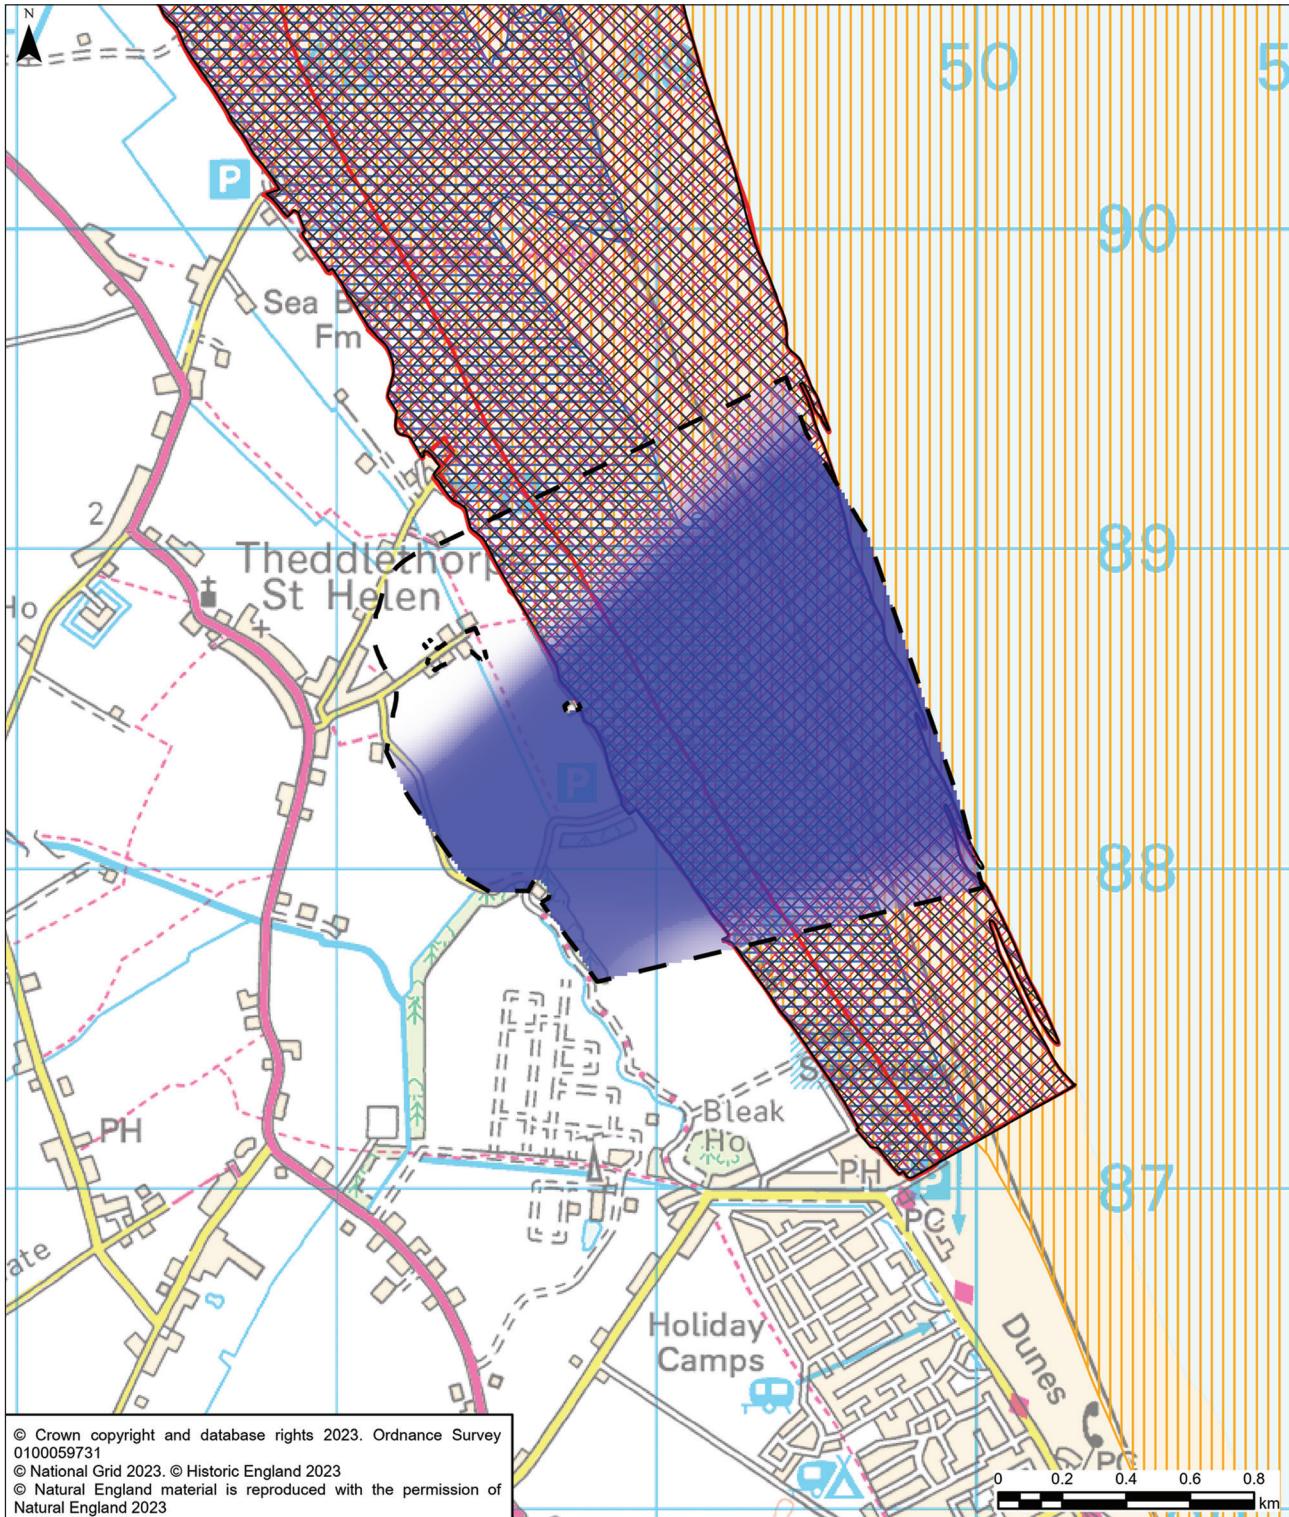 N
50
5
P
90
Sea B
Fm
2
89
Theddlethorp
St Helen
Ho
P
88
S
Bleak
Ho
PH
PH
87
P
PC
ate
Holiday
Camps
Dunes
PC
© Crown copyright and database rights 2023. Ordnance Survey
0100059731
© National Grid 2023. © Historic England 2023
© Natural England material is reproduced with the permission of
Natural England 2023
0 0.2 0.4 0.6 0.8
km